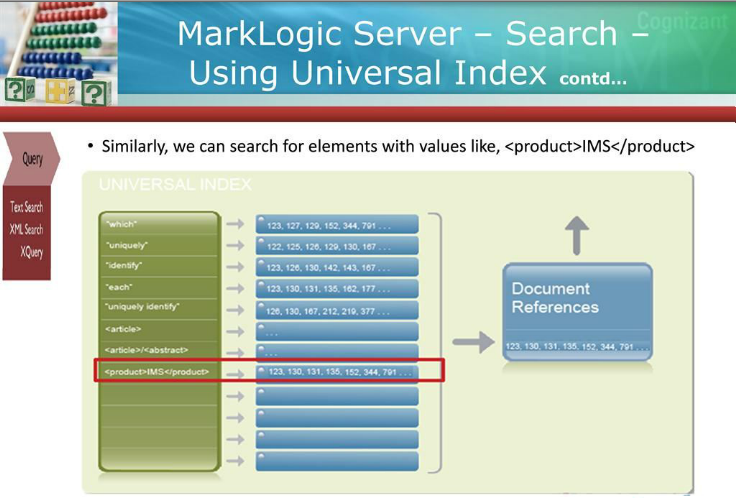 Cognizant
MarkLogic Server – Search –
Using Universal Index contd...
Query
Text Search
XML Search
XQuery
• Similarly, we can search for elements with values like, <product>IMS</product>
UNIVERSAL INDEX
"which" 123, 127, 129, 152, 344, 791 . . .
"uniquely" 122, 125, 126, 129, 130, 167 . . .
"identify" 123, 126, 130, 142, 143, 167 . . .
"each" 123, 130, 131, 135, 162, 177 . . .
"uniquely identify" 126, 130, 167, 212, 219, 377 . . .
<article> . . .
<article>/<abstract> . . .
<product>IMS</product> 123, 130, 131, 135, 152, 344, 791 . . .
Document
References
123, 130, 131, 135, 152, 344, 791 . . . .